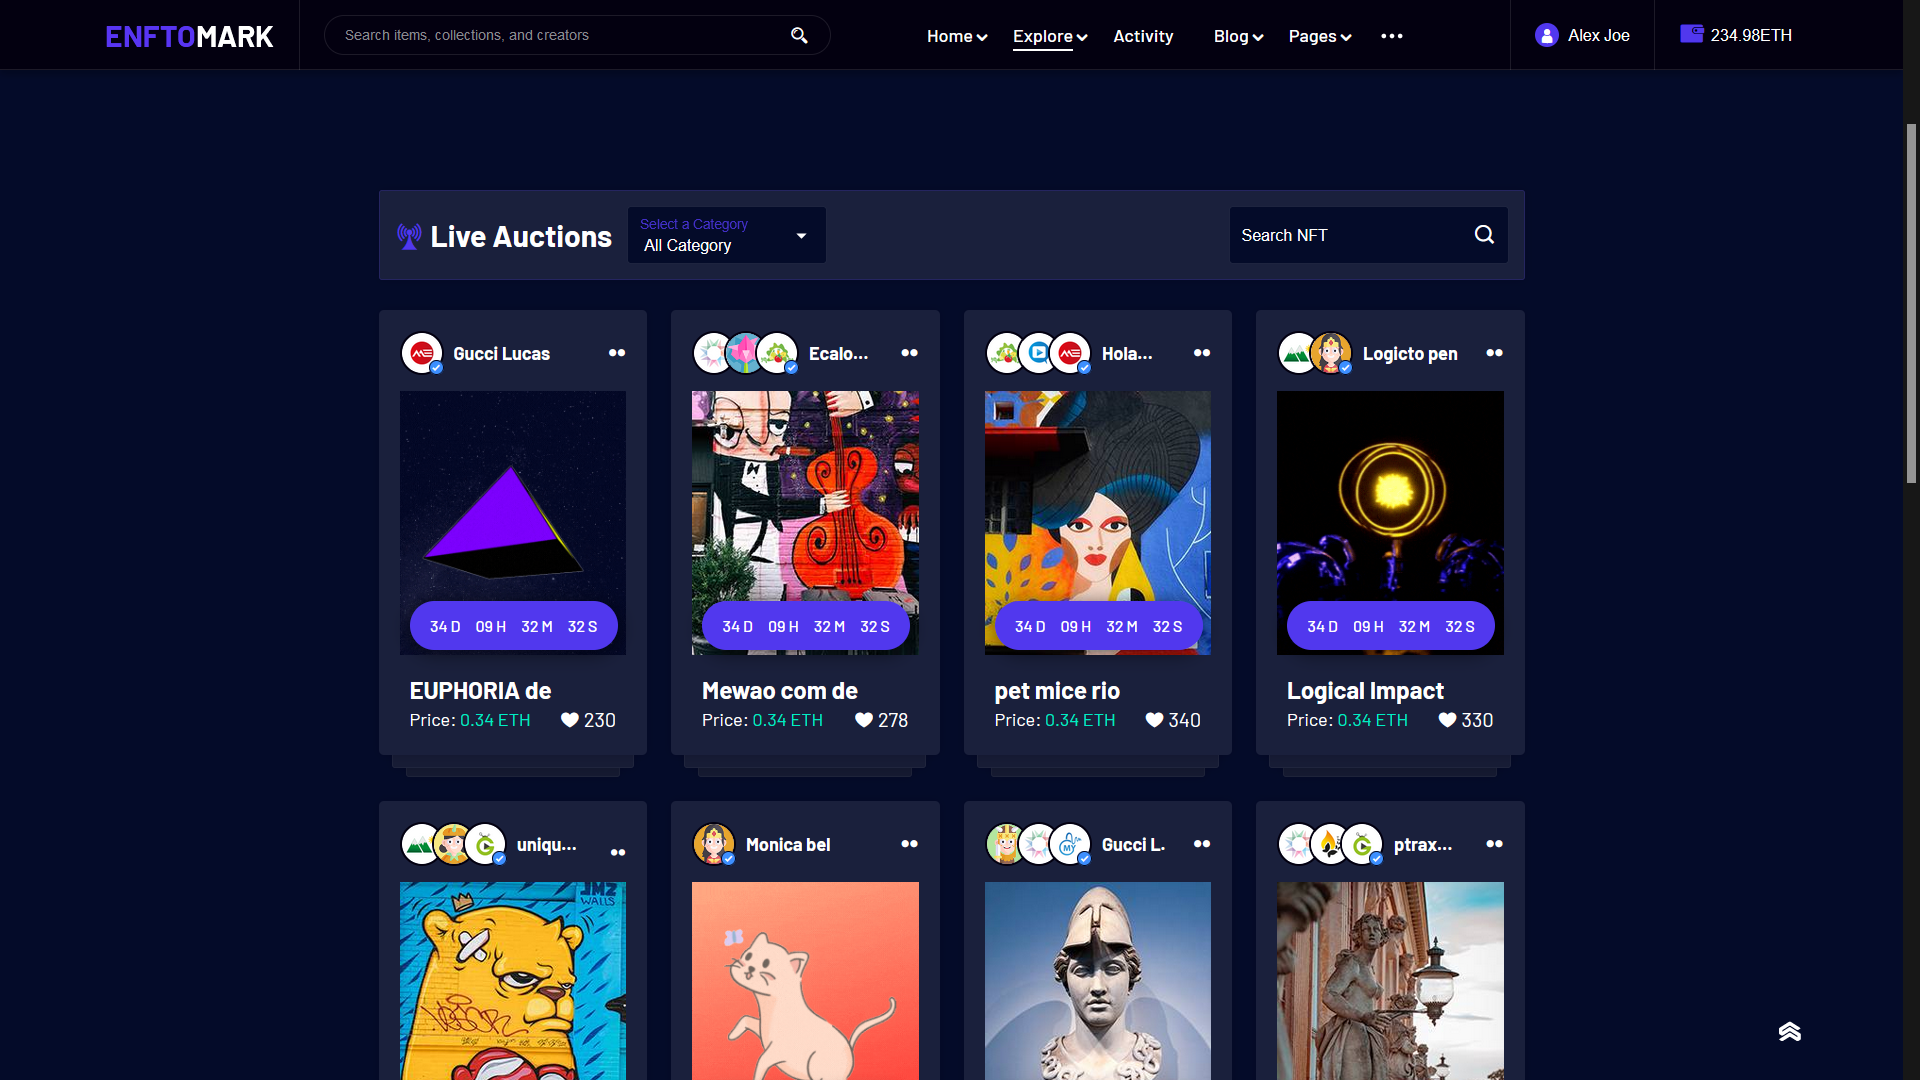 ENFTOMARK
Search items, collections, and creators
Home
Explore
Activity
Blog
Pages
Alex Joe
234.98ETH
Live Auctions
Select a Category
All Category
Search NFT
Gucci Lucas
Ecalo...
Hola...
Logicto pen
34 D 09 H 32 M 32 S
34 D 09 H 32 M 32 S
34 D 09 H 32 M 32 S
34 D 09 H 32 M 32 S
EUPHORIA de
Price: 0.34 ETH 230
Mewao com de
Price: 0.34 ETH 278
pet mice rio
Price: 0.34 ETH 340
Logical Impact
Price: 0.34 ETH 330
uniqu...
Monica bel
Gucci L.
ptrax...
MY
JMZ
WALLS